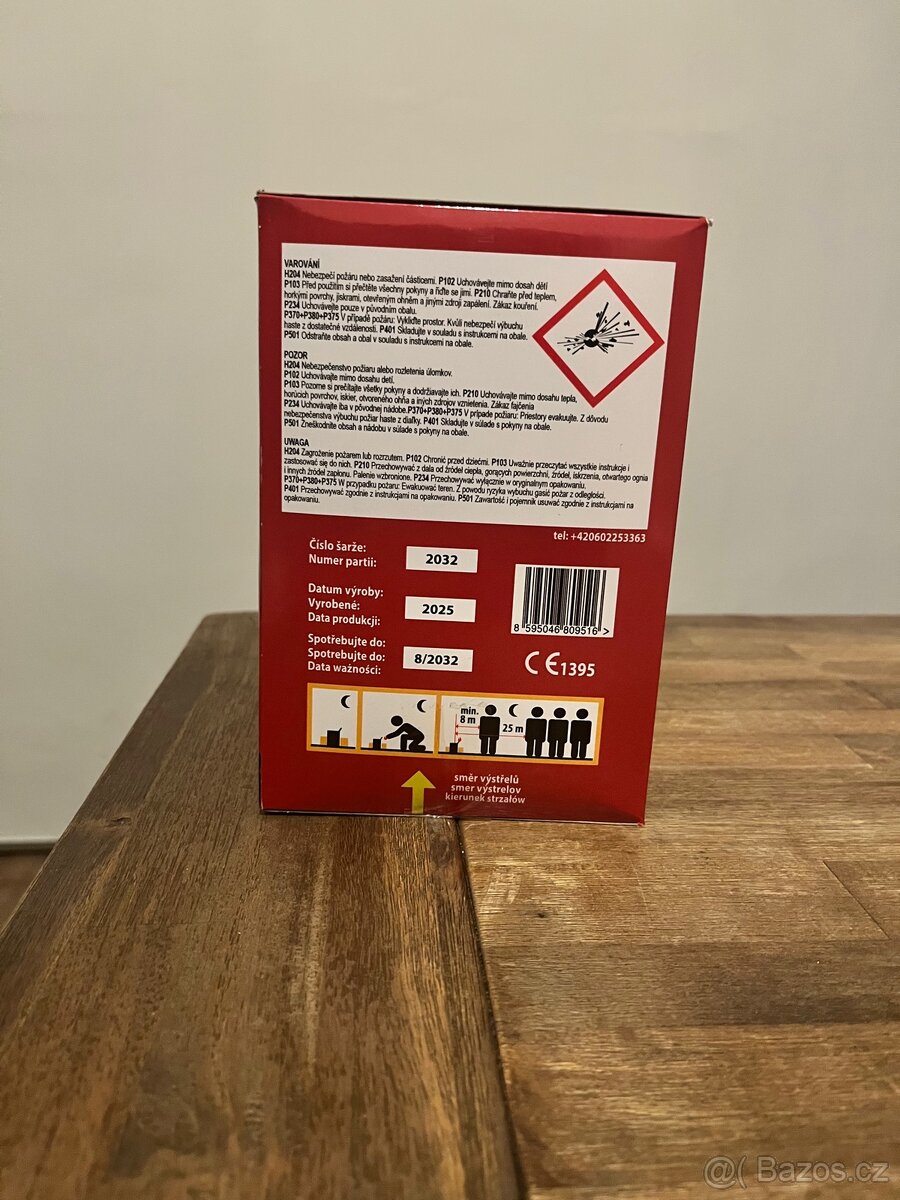 VAROVÁNÍ
H204 Nebezpečí požáru nebo zasažení částicemi. P102 Uchovávejte mimo dosah dětí
P103 Před použitím si přečtěte všechny pokyny a řiďte se jimi. P210 Chraňte před teplem,
horkými povrchy, jiskrami, otevřeným ohněm a jinými zdroji zapálení. Zákaz kouření.
P234 Uchovávejte pouze v původním obalu.
P370+P380+P375 V případě požáru: Vykliďte prostor. Kvůli nebezpečí výbuchu
haste z dostatečné vzdálenosti. P401 Skladujte v souladu s instrukcemi na obale.
P501 Odstraňte obsah a obal v souladu s instrukcemi na obale.
POZOR
H204 Nebezpečenstvo požiaru alebo rozletenia úlomkov.
P102 Uchovávajte mimo dosahu detí.
P103 Pozorne si prečítajte všetky pokyny a dodržiavajte ich. P210 Uchovávajte mimo dosahu tepla,
horúcich povrchov, iskier, otvoreného ohňa a iných zdrojov vznietenia. Zákaz fajčenia
P234 Uchovávajte iba v pôvodnej nádobe.P370+P380+P375 V prípade požiaru: Priestory evakuujte. Z dôvodu
nebezpečenstva výbuchu požiar haste z diaľky. P401 Skladujte v súlade s pokyny na obale.
P501 Zneškodnite obsah a nádobu v súlade s pokyny na obale.
UWAGA
H204 Zagrożenie pożarem lub rozrzutem. P102 Chronić przed dziećmi. P103 Uważnie przeczytać wszystkie instrukcje i
zastosować się do nich. P210 Przechowywać z dala od źródeł ciepła, gorących powierzchni, źródeł, iskrzenia, otwartego ognia
i innych źródeł zapłonu. Palenie wzbronione. P234 Przechowywać wyłącznie w oryginalnym opakowaniu.
P370+P380+P375 W przypadku pożaru: Ewakuować teren. Z powodu ryzyka wybuchu gasić pożar z odległości.
P401 Przechowywać zgodnie z instrukcjami na opakowaniu. P501 Zawartość i pojemnik usuwać zgodnie z instrukcjami na
opakowaniu.
tel: +420602253363
Číslo šarže:
Numer partii:
2032
Datum výroby:
Vyrobené:
Data produkcji:
2025
Spotřebujte do:
Spotrebujte do:
Data ważności:
8/2032
8 595046 809516 >
CE1395
min.
8 m
25 m
směr výstřelů
smer výstrelov
kierunek strzałów
@( Bazos.cz